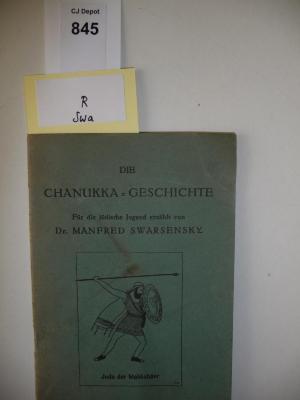 CJ Depot
845
R
Swa
DIE
CHANUKKA=GESCHICHTE
Für die jüdische Jugend erzählt von
Dr. MANFRED SWARSENSKY.
Juda der Makkabäer